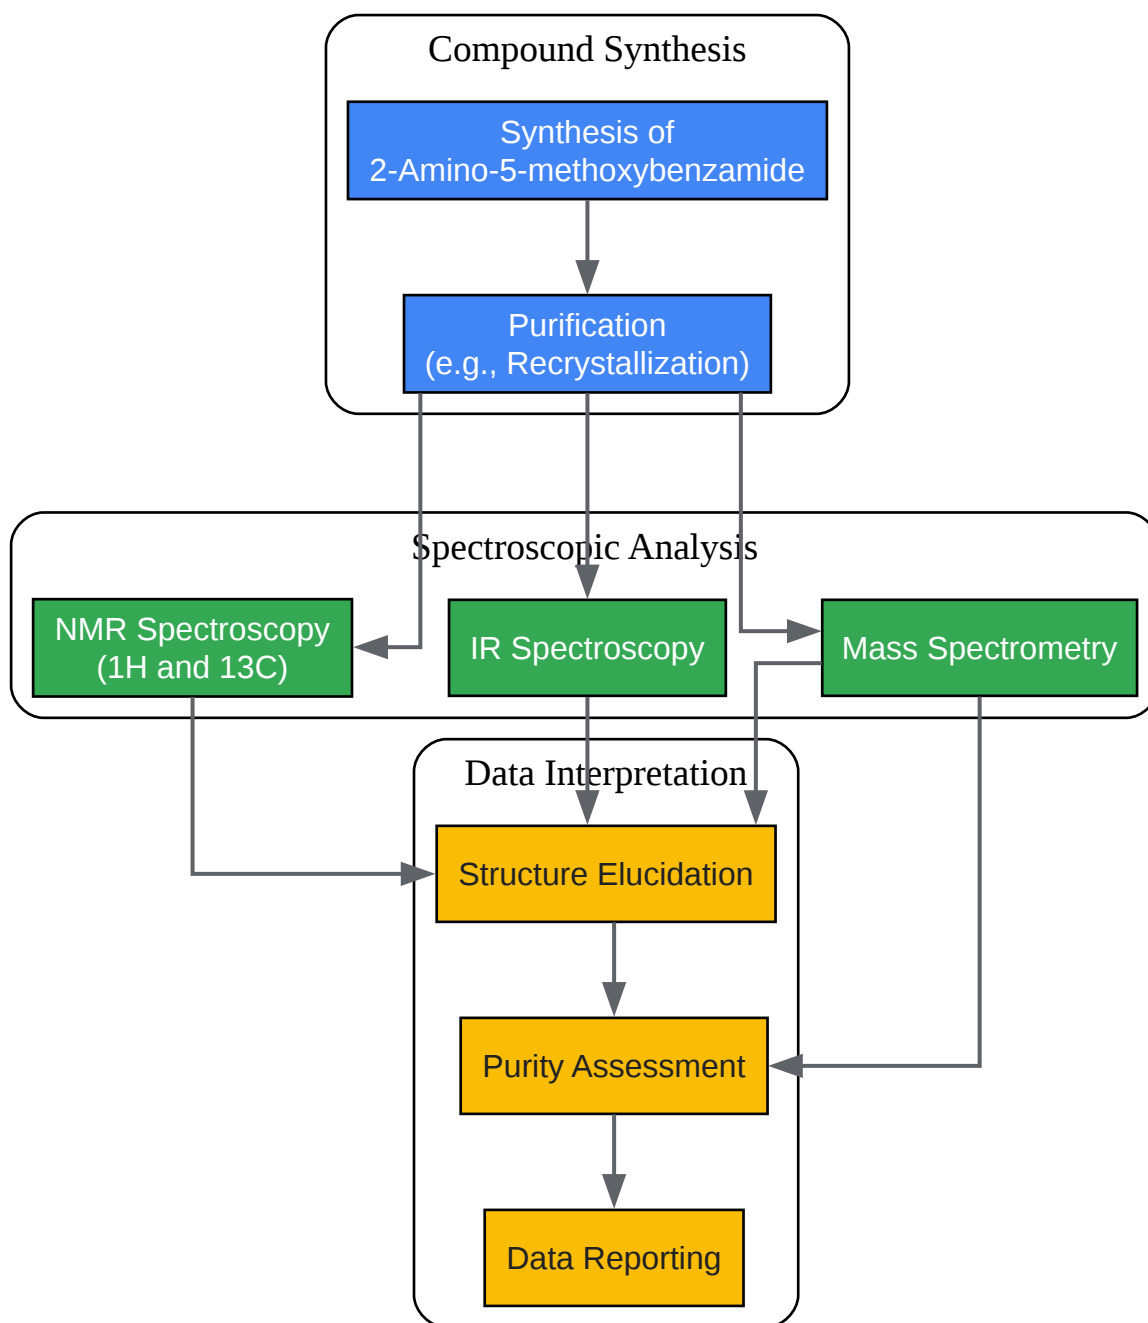 Compound Synthesis
Synthesis of
2-Amino-5-methoxybenzamide
Purification
(e.g., Recrystallization)
Spectroscopic Analysis
NMR Spectroscopy
(1H and 13C)
IR Spectroscopy
Mass Spectrometry
Data Interpretation
Structure Elucidation
Purity Assessment
Data Reporting